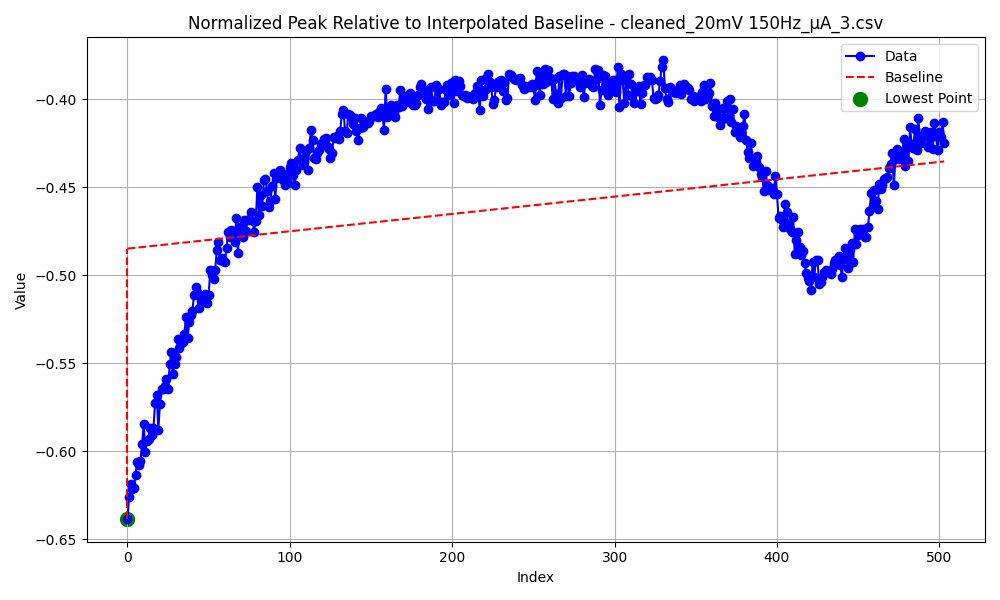 Normalized Peak Relative to Interpolated Baseline - cleaned_20mV 150Hz_μA_3.csv
Data
Baseline
Lowest Point
Value
−0.40
−0.45
−0.50
−0.55
−0.60
−0.65
0
100
200
300
400
500
Index